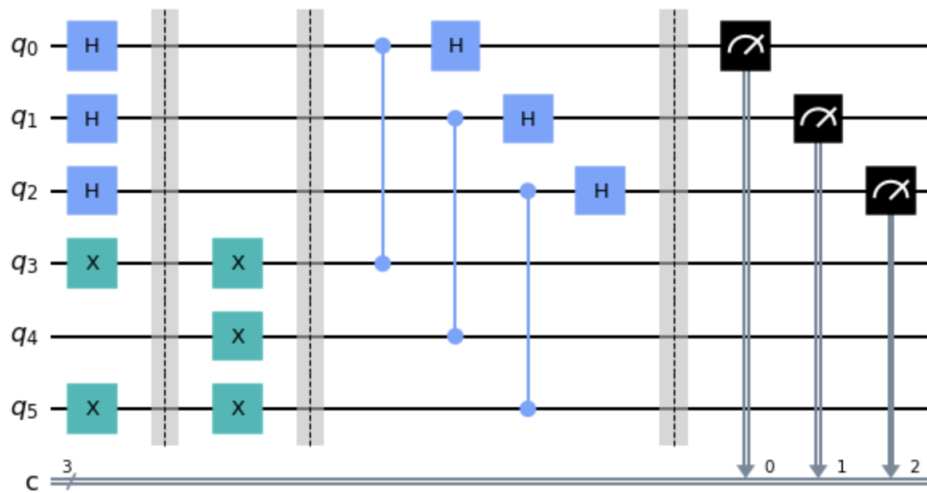 q0 H H
q1 H H
q2 H H
q3 X X
q4 X
q5 X X
c 3 0 1 2